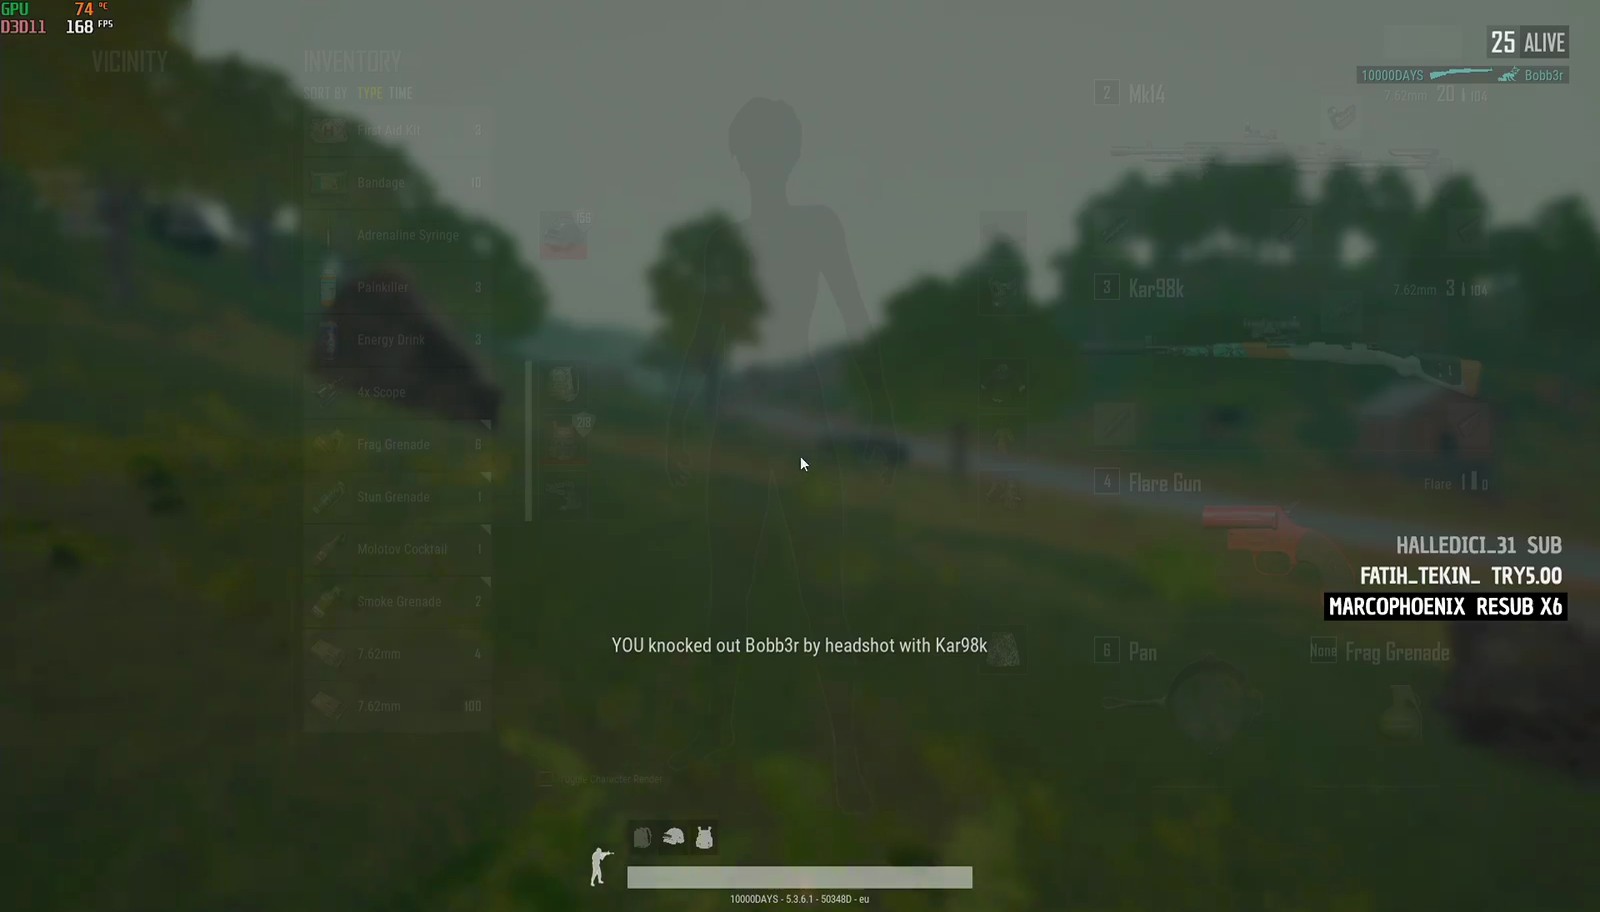 GPU 74 °C
D3D11 168 FPS
VICINITY
INVENTORY
SORT BY TYPE TIME
First Aid Kit 3
Bandage 10
Adrenaline Syringe
Painkiller 3
Energy Drink 3
4x Scope
Frag Grenade 8
Stun Grenade 1
Molotov Cocktail 1
Smoke Grenade 2
7.62mm 4
7.62mm 100
156
218
25 ALIVE
10000DAYS Bobb3r
2 Mk14 7.62mm 20 104
3 Kar98k 7.62mm 3 104
4 Flare Gun Flare 1 0
HALLEDICI_31 SUB
FATIH_TEKIN_ TRY5.00
MARCOPHOENIX RESUB X6
YOU knocked out Bobb3r by headshot with Kar98k
6 Pan
None Frag Grenade
Character Render
10000DAYS - 5.3.6.1 - 50348D - eu